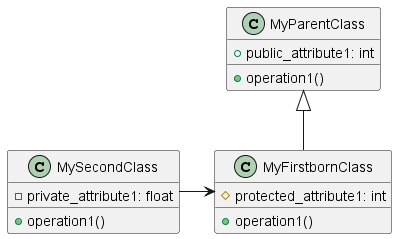 C MyParentClass
public_attribute1: int
operation1()
C MySecondClass
private_attribute1: float
operation1()
C MyFirstbornClass
protected_attribute1: int
operation1()